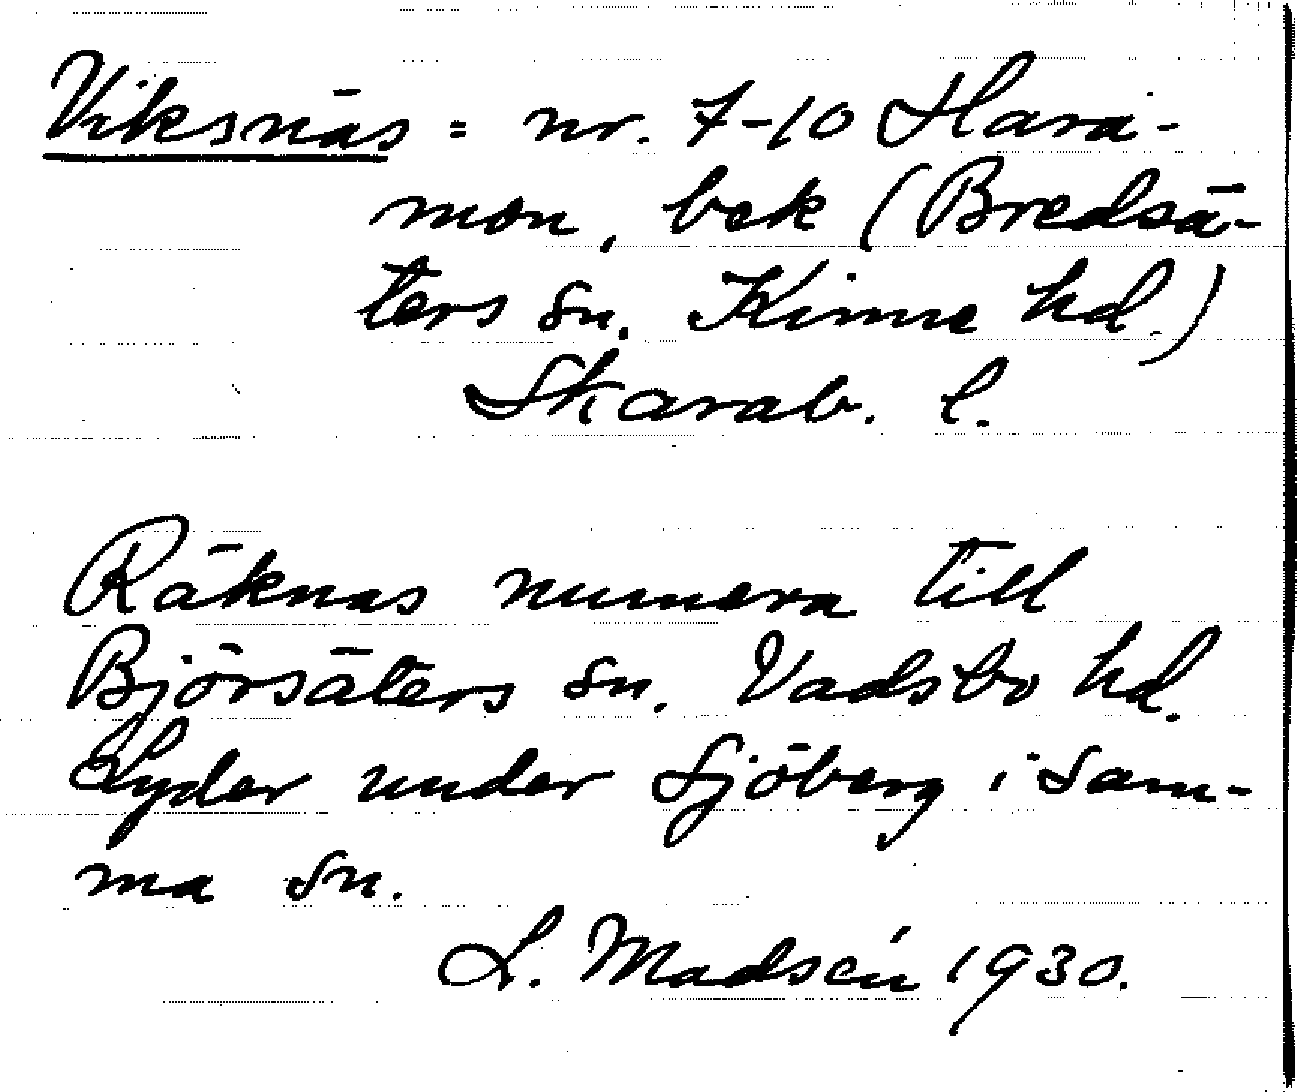 Viksnäs = nr. 7-10 Hara-
mon, bek (Bredsä-
ters sn. Kinne hd.)
Skarab. l.
Räknas numera till
Björsäters sn. Vadsbo hd.
Lyder under Sjöberg i sam-
ma sn.
L. Madsén 1930.